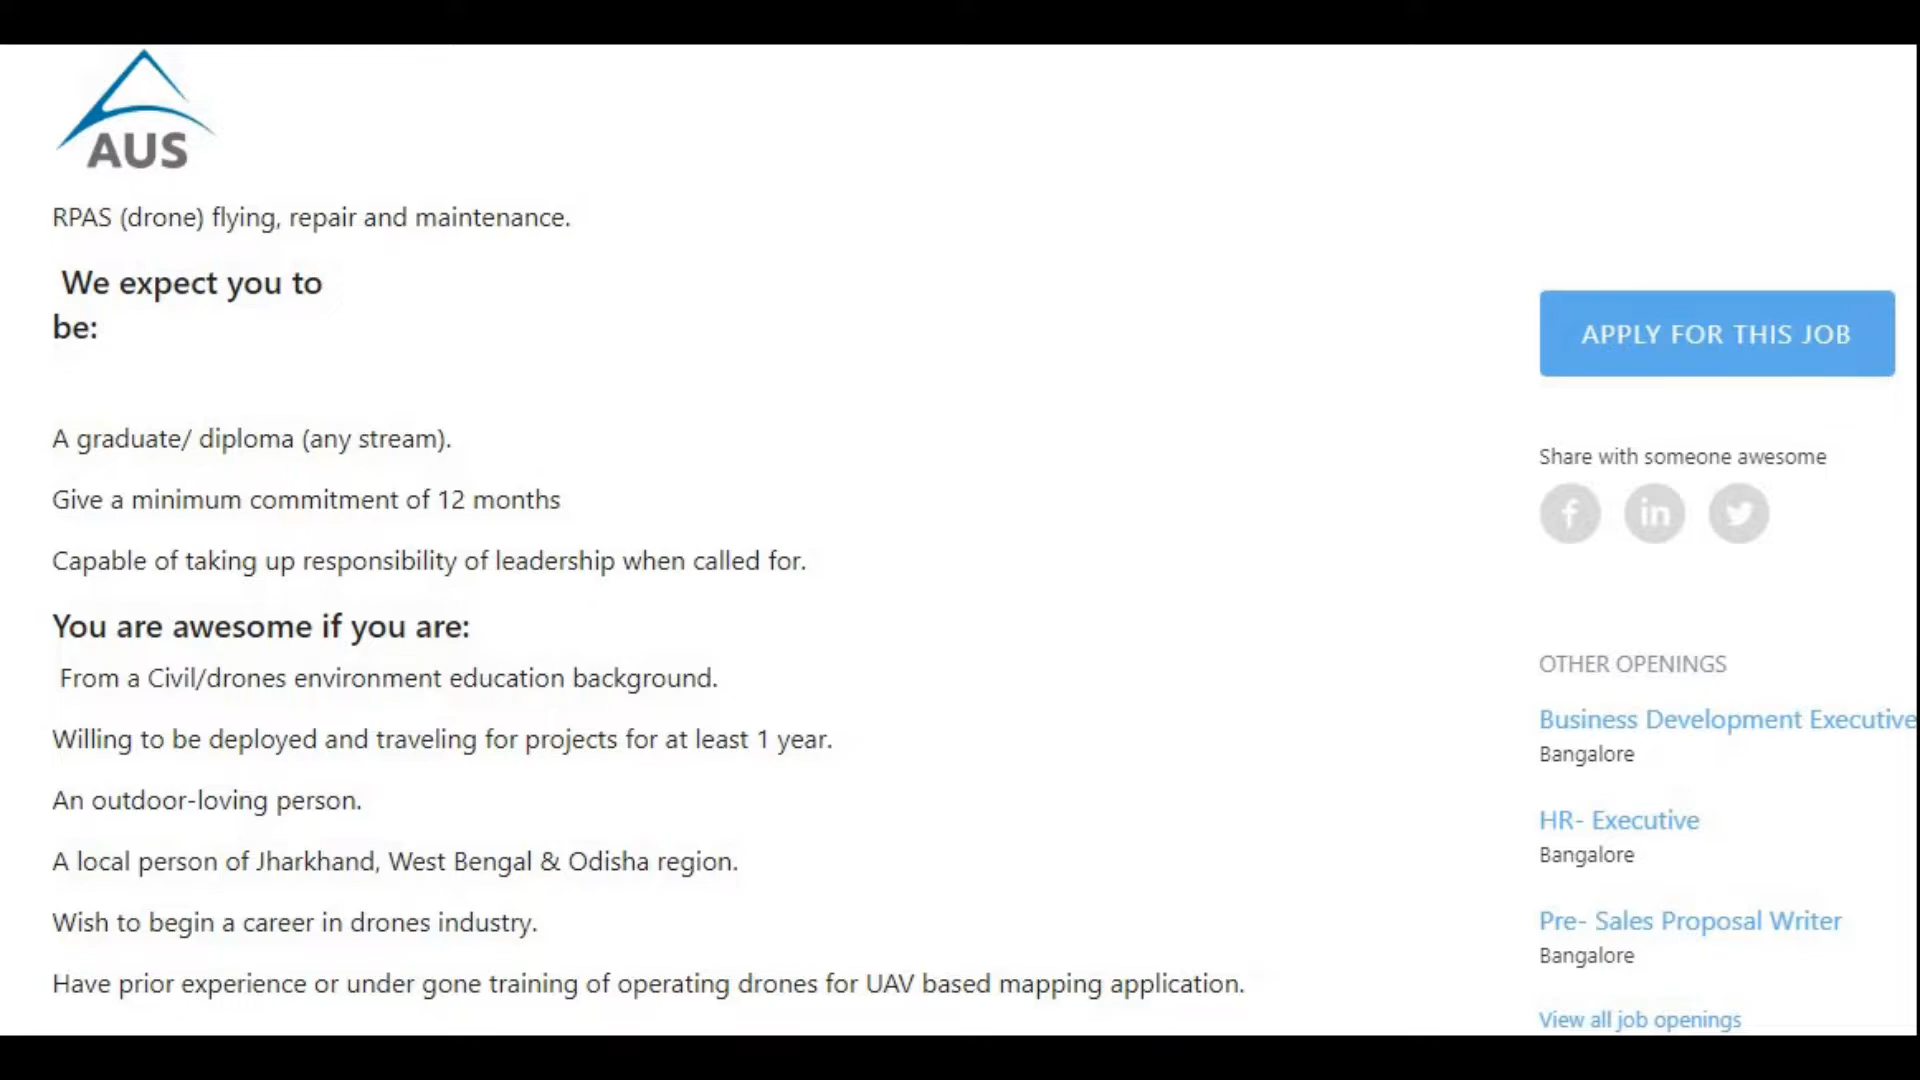 AUS
RPAS (drone) flying, repair and maintenance.
We expect you to
be:
A graduate/ diploma (any stream).
Give a minimum commitment of 12 months
Capable of taking up responsibility of leadership when called for.
You are awesome if you are:
From a Civil/drones environment education background.
Willing to be deployed and traveling for projects for at least 1 year.
An outdoor-loving person.
A local person of Jharkhand, West Bengal & Odisha region.
Wish to begin a career in drones industry.
Have prior experience or under gone training of operating drones for UAV based mapping application.
APPLY FOR THIS JOB
Share with someone awesome
f in
OTHER OPENINGS
Business Development Executive
Bangalore
HR- Executive
Bangalore
Pre- Sales Proposal Writer
Bangalore
View all job openings